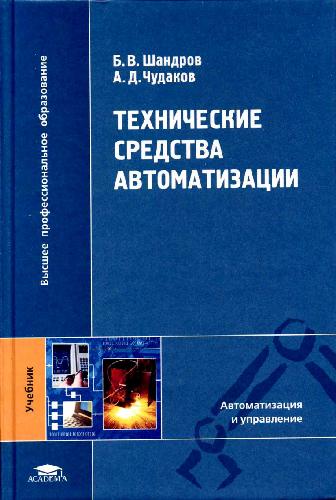 Б. В. Шандров
А. Д. Чудаков
ТЕХНИЧЕСКИЕ
СРЕДСТВА
АВТОМАТИЗАЦИИ
Высшее профессиональное образование
Учебник
Автоматизация
и управление
ACADEMA